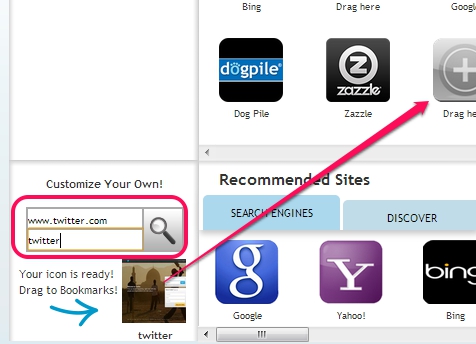 Bing
Drag here
Google
dogpile
zazzle
Dog Pile
Zazzle
Drag he
Customize Your Own!
www.twitter.com
twitter
Your icon is ready!
Drag to Bookmarks!
twitter
Recommended Sites
SEARCH ENGINES
DISCOVER
g
Y!
bing
Google
Yahoo!
Bing